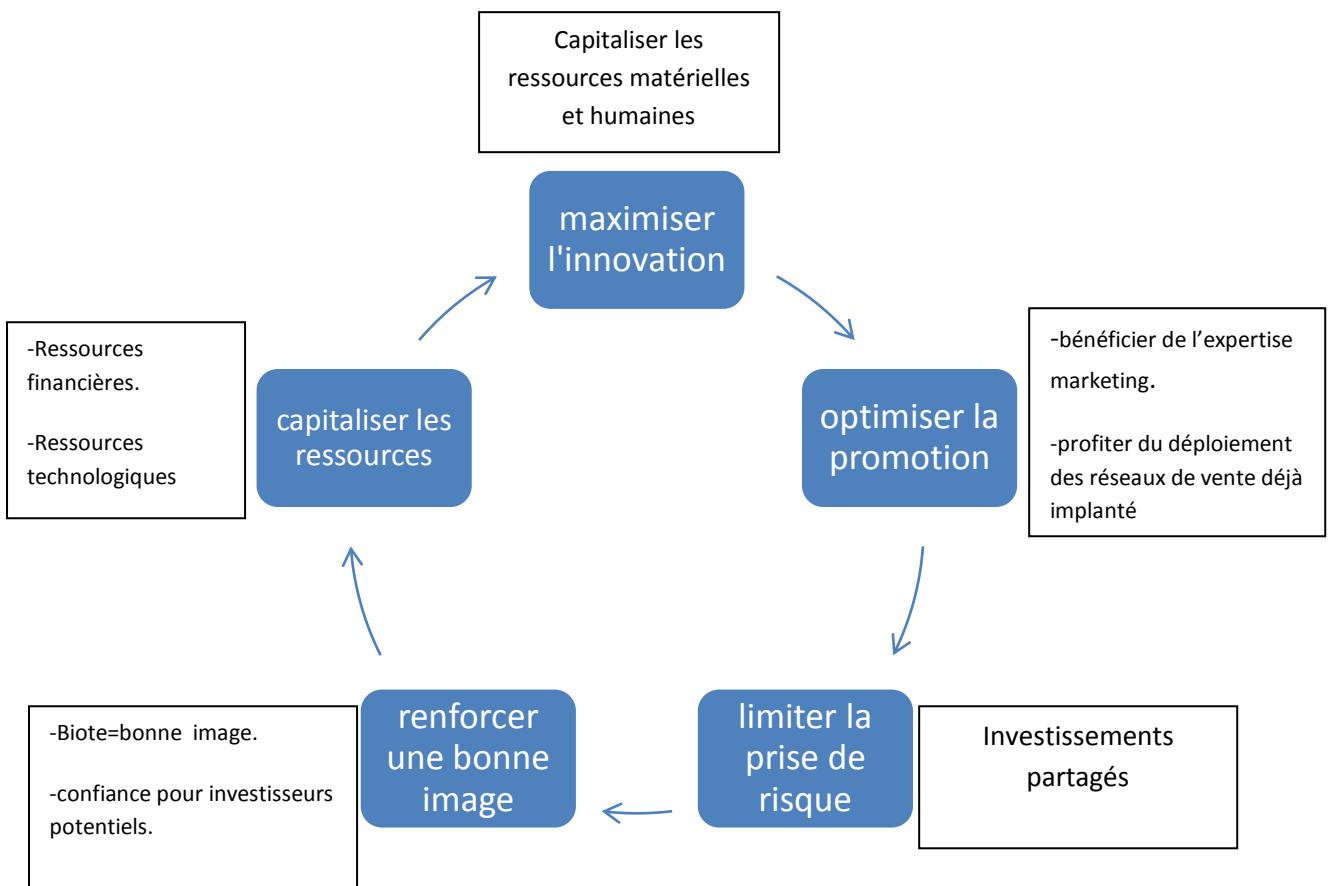 Capitaliser les
ressources matérielles
et humaines
maximiser
l'innovation
-bénéficier de l’expertise
marketing.
-profiter du déploiement
des réseaux de vente déjà
implanté
optimiser la
promotion
-Ressources
financières.
-Ressources
technologiques
capitaliser les
ressources
limiter la
prise de
risque
Investissements
partagés
renforcer
une bonne
image
-Biote=bonne  image.
-confiance pour investisseurs
potentiels.